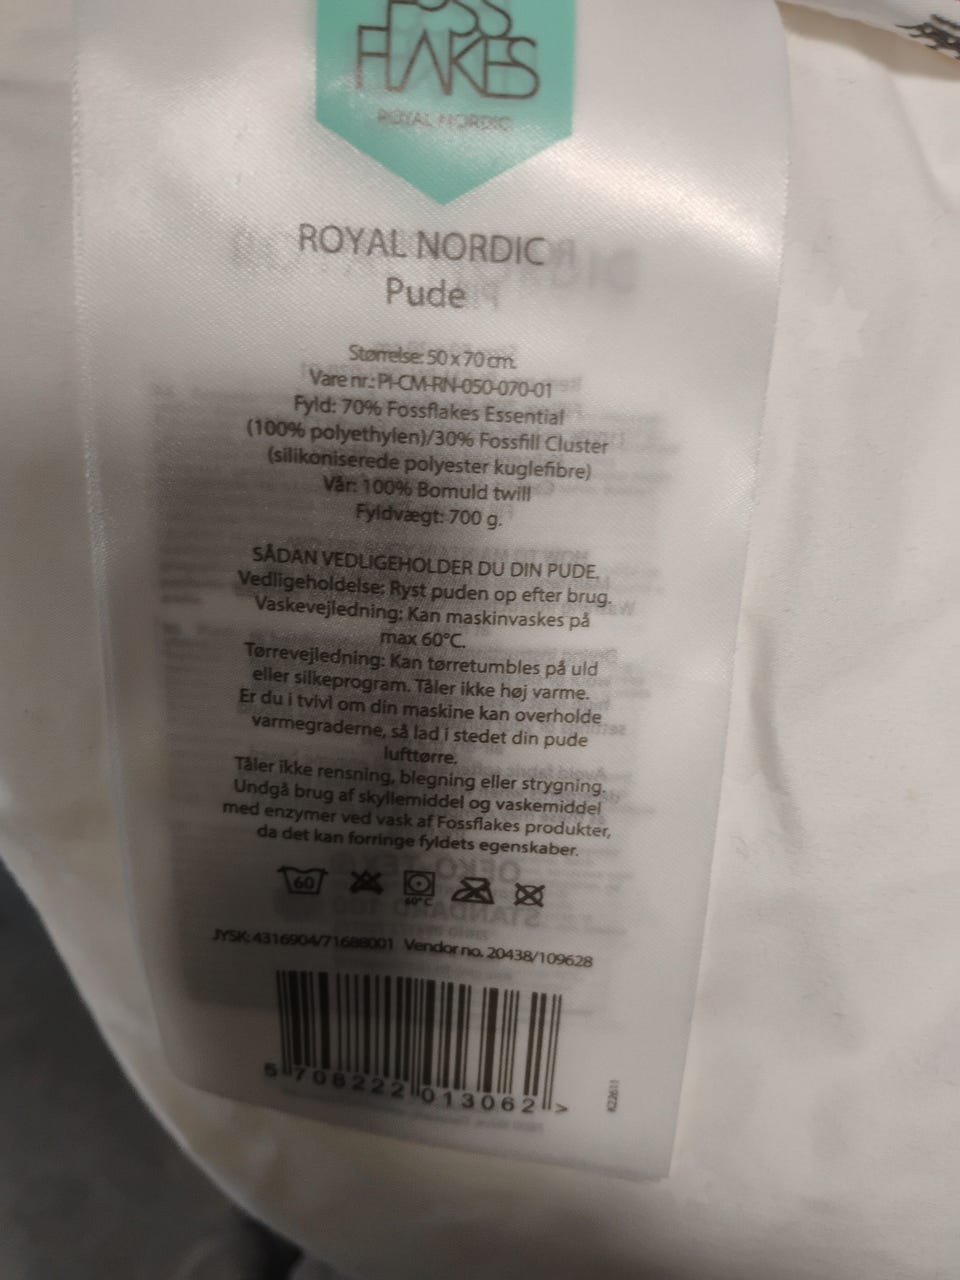 FOSS
FLAKES
ROYAL NORDIC
ROYAL NORDIC
Pude
Størrelse: 50 x 70 cm.
Vare nr.: PI-CM-RN-050-070-01
Fyld: 70% Fossflakes Essential
(100% polyethylen)/30% Fossfill Cluster
(silikoniserede polyester kuglefibre)
Vår: 100% Bomuld twill
Fyldvægt: 700 g.
SÅDAN VEDLIGEHOLDER DU DIN PUDE.
Vedligeholdelse: Ryst puden op efter brug.
Vaskevejledning: Kan maskinvaskes på
max 60°C.
Tørrevejledning: Kan tørretumbles på uld
eller silkeprogram. Tåler ikke høj varme.
Er du i tvivl om din maskine kan overholde
varmegraderne, så lad i stedet din pude
lufttørre.
Tåler ikke rensning, blegning eller strygning.
Undgå brug af skyllemiddel og vaskemiddel
med enzymer ved vask af Fossflakes produkter,
da det kan forringe fyldets egenskaber.
60
60°C
JYSK: 4316904/71688001 Vendor no. 20438/109628
5 708222 013062 >